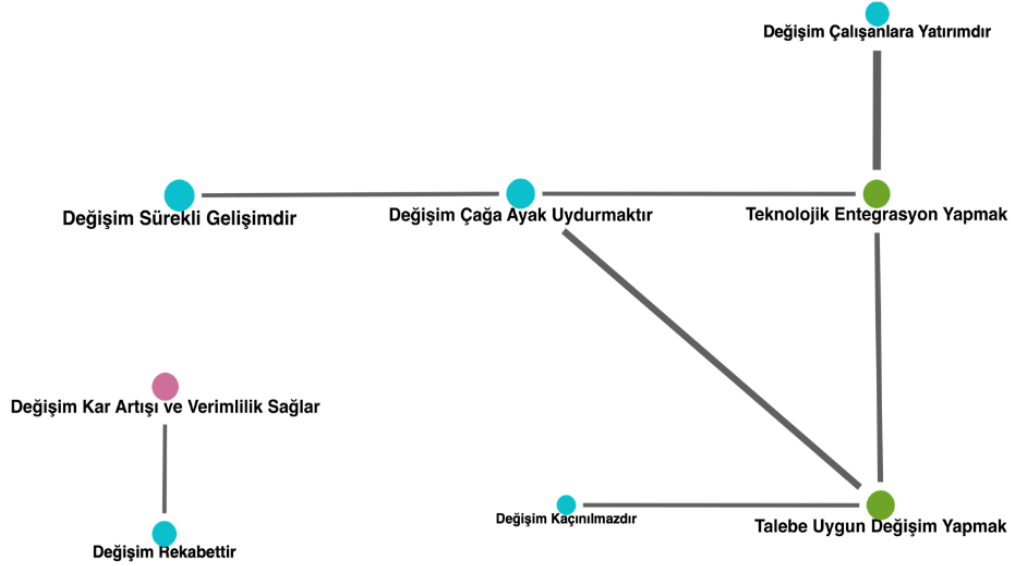 Değişim Çalışanlara Yatırımdır
Değişim Sürekli Gelişimdir
Değişim Çağa Ayak Uydurmaktır
Teknolojik Entegrasyon Yapmak
Değişim Kar Artışı ve Verimlilik Sağlar
Değişim Kaçınılmazdır
Talebe Uygun Değişim Yapmak
Değişim Rekabettir